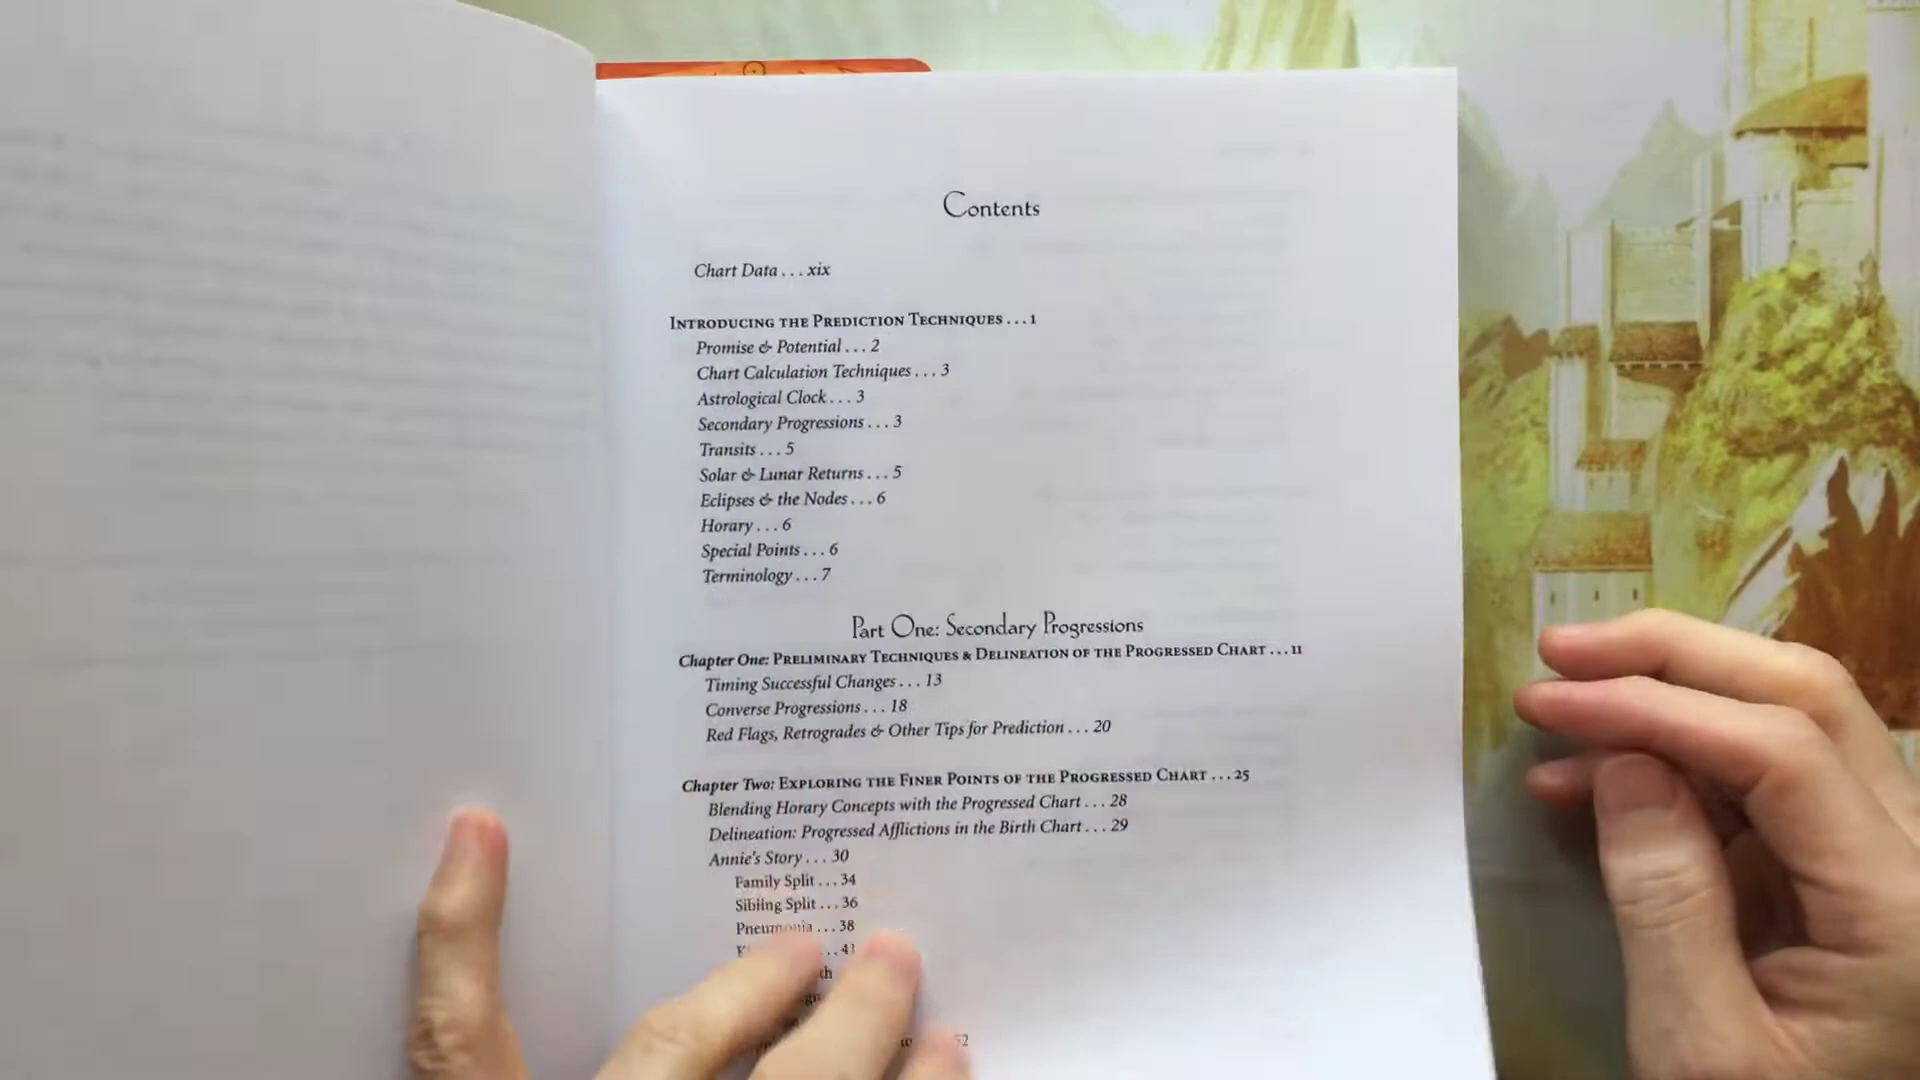 Contents
Chart Data . . . xix
Introducing the Prediction Techniques . . . 1
Promise & Potential . . . 2
Chart Calculation Techniques . . . 3
Astrological Clock . . . 3
Secondary Progressions . . . 3
Transits . . . 5
Solar & Lunar Returns . . . 5
Eclipses & the Nodes . . . 6
Horary . . . 6
Special Points . . . 6
Terminology . . . 7
Part One: Secondary Progressions
Chapter One: Preliminary Techniques & Delineation of the Progressed Chart . . . 11
Timing Successful Changes . . . 13
Converse Progressions . . . 18
Red Flags, Retrogrades & Other Tips for Prediction . . . 20
Chapter Two: Exploring the Finer Points of the Progressed Chart . . . 25
Blending Horary Concepts with the Progressed Chart . . . 28
Delineation: Progressed Afflictions in the Birth Chart . . . 29
Annie's Story . . . 30
Family Split . . . 34
Sibling Split . . . 36
Pneumonia . . . 38
. . 41